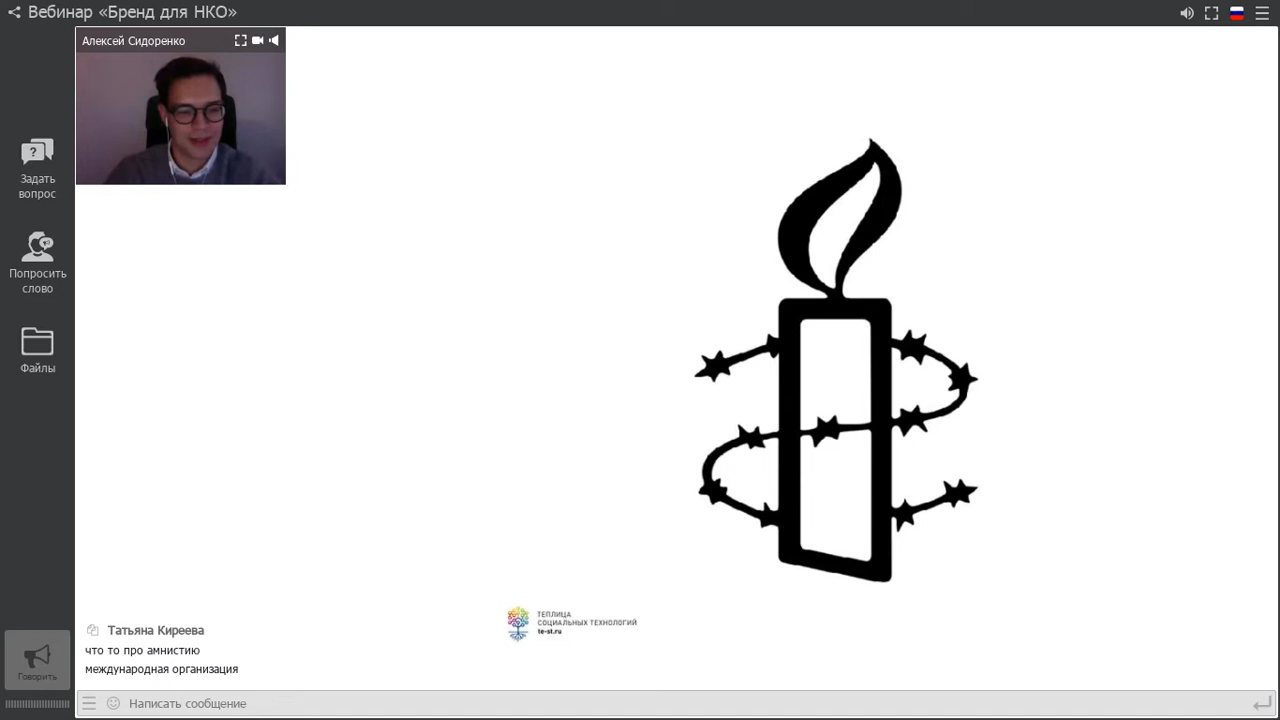 Вебинар «Бренд для НКО»
Алексей Сидоренко
?
Задать
вопрос
Попросить
слово
Файлы
ТЕПЛИЦА
СОЦИАЛЬНЫХ ТЕХНОЛОГИЙ
te-st.ru
Татьяна Киреева
что то про амнистию
международная организация
Говорить
Написать сообщение